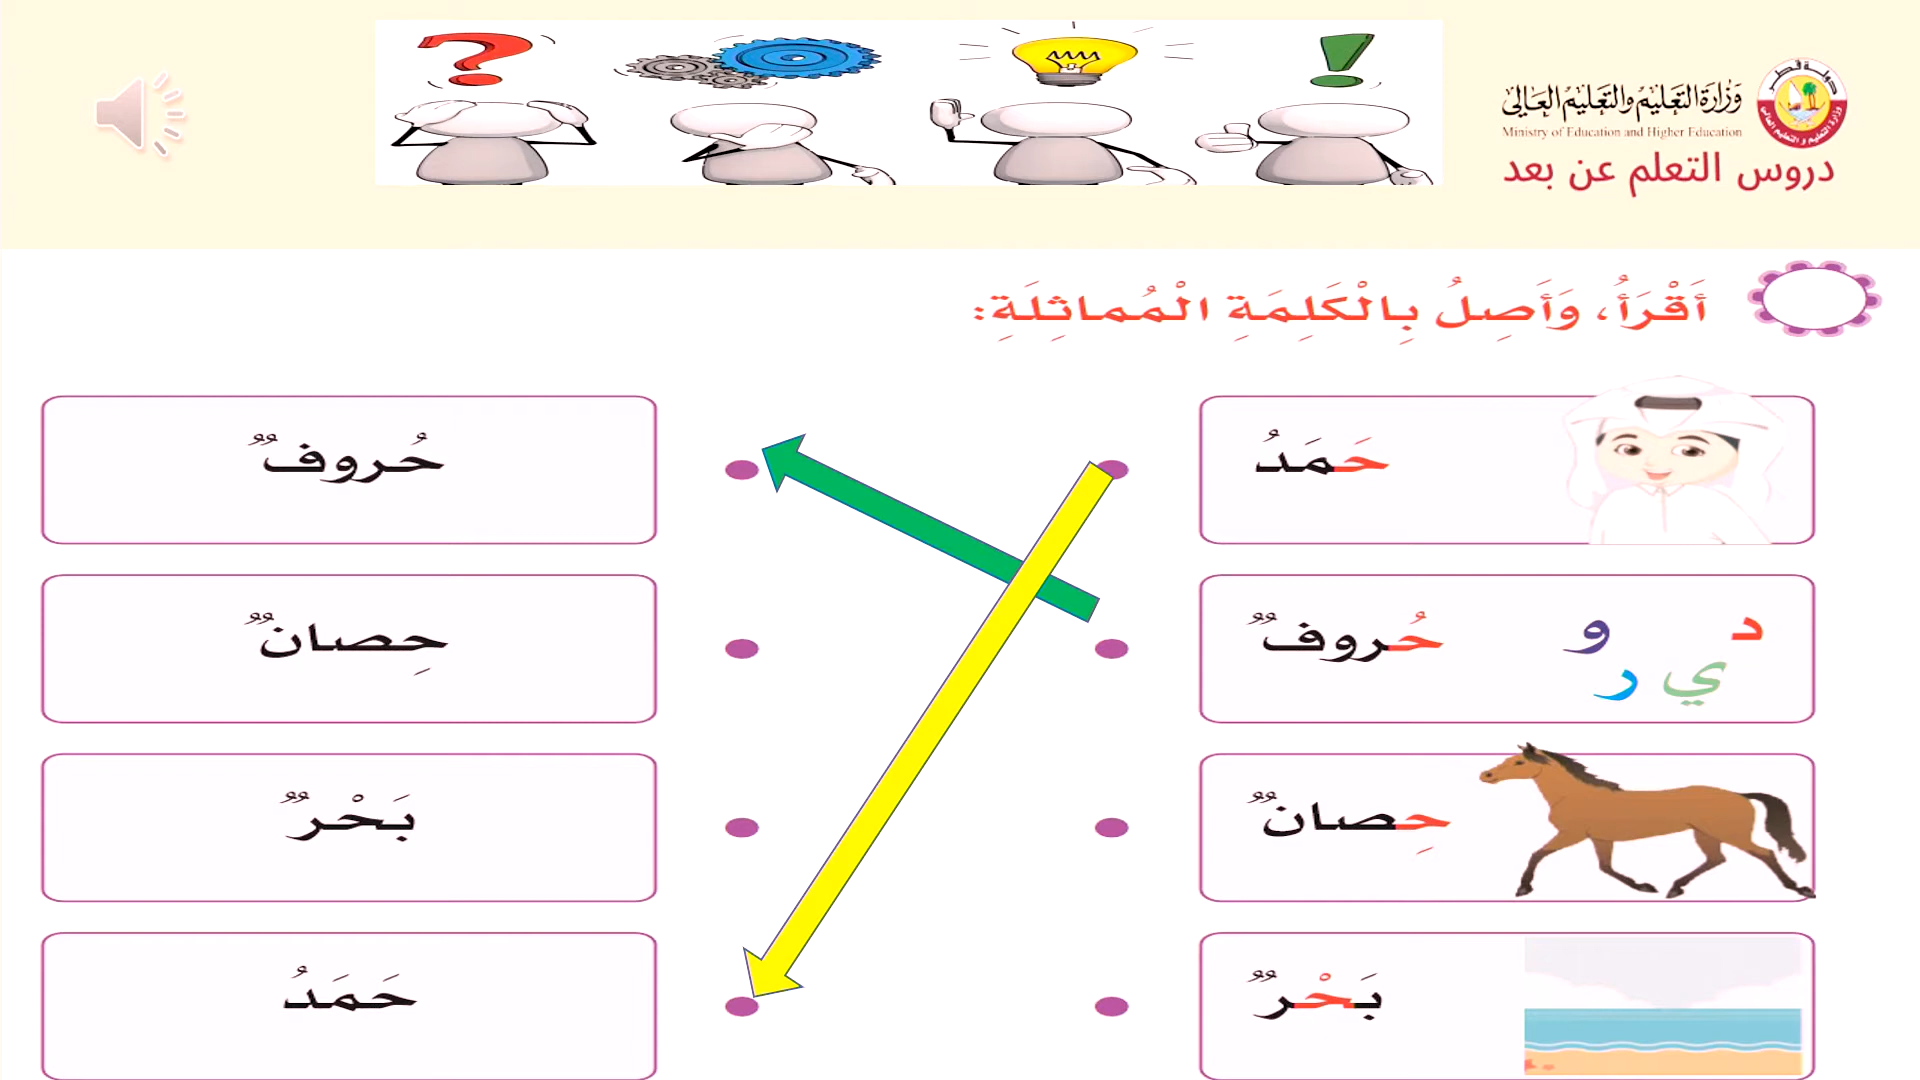 وزارة التعليم والتعليم العالي
Ministry of Education and Higher Education
دروس التعلم عن بعد
أَقْرَأُ، وَأَصِلُ بِالْكَلِمَةِ الْمُماثِلَةِ:
حَمَدُ
حُروفٌ
د و
ي ر
حِصانٌ
بَحْرٌ
حُروفٌ
حِصانٌ
بَحْرٌ
حَمَدُ